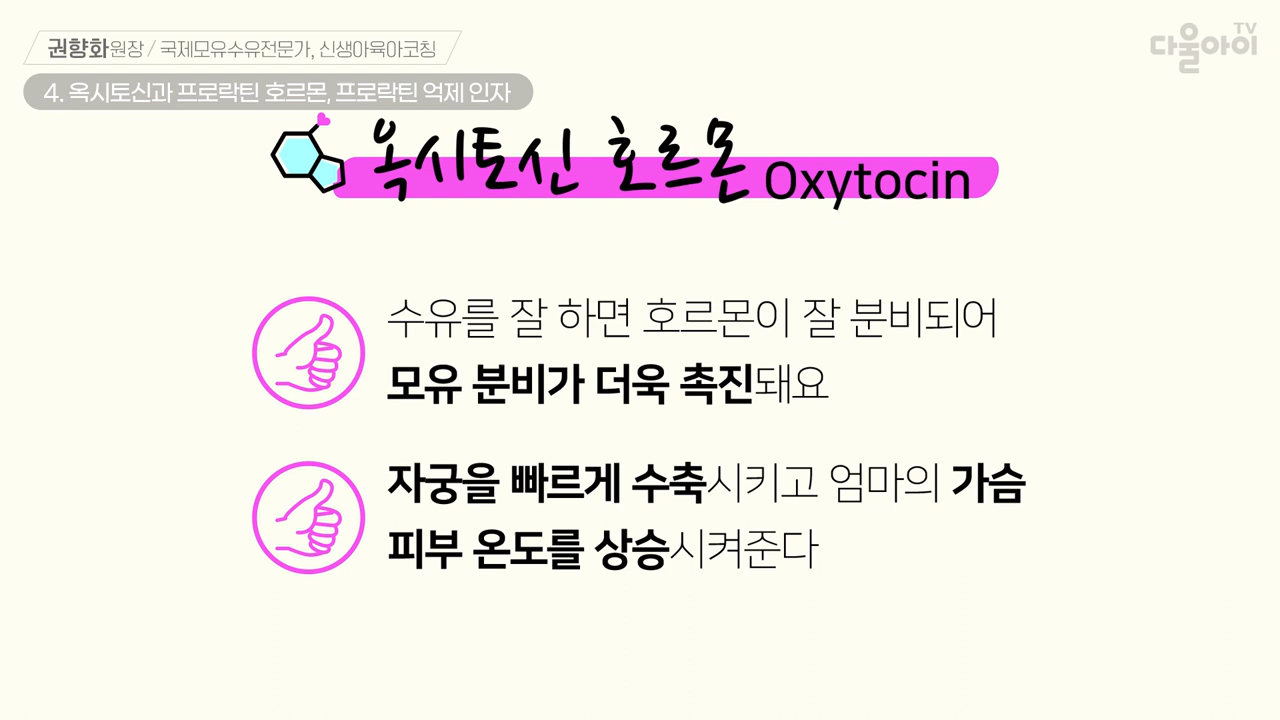 권향화원장 / 국제모유수유전문가, 신생아육아코칭
다울아이TV
4. 옥시토신과 프로락틴 호르몬, 프로락틴 억제 인자
옥시토신 호르몬 Oxytocin
수유를 잘 하면 호르몬이 잘 분비되어
모유 분비가 더욱 촉진돼요
자궁을 빠르게 수축시키고 엄마의 가슴
피부 온도를 상승시켜준다